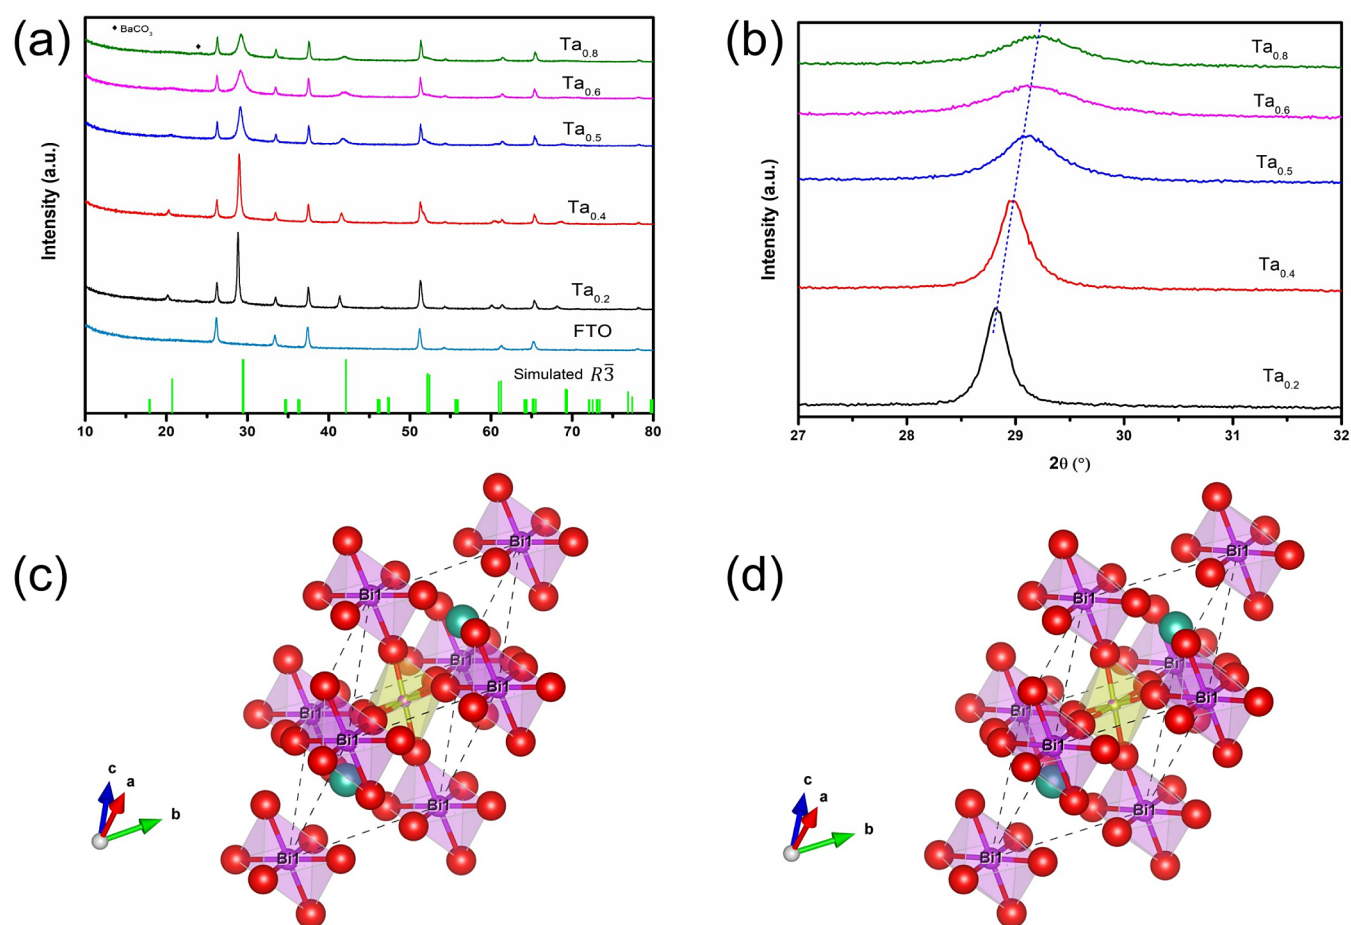 (a)
♦ BaCO3
Ta0.8
Ta0.6
Ta0.5
Ta0.4
Ta0.2
FTO
Simulated R3̅
Intensity (a.u.)
10 20 30 40 50 60 70 80
(b)
Ta0.8
Ta0.6
Ta0.5
Ta0.4
Ta0.2
Intensity (a.u.)
27 28 29 30 31 32
2θ (°)
(c)
Bi1
Bi1
Bi1
Bi1
Bi1
Bi1
Bi1
Bi1
c
a
b
(d)
Bi1
Bi1
Bi1
Bi1
Bi1
Bi1
Bi1
Bi1
c
a
b